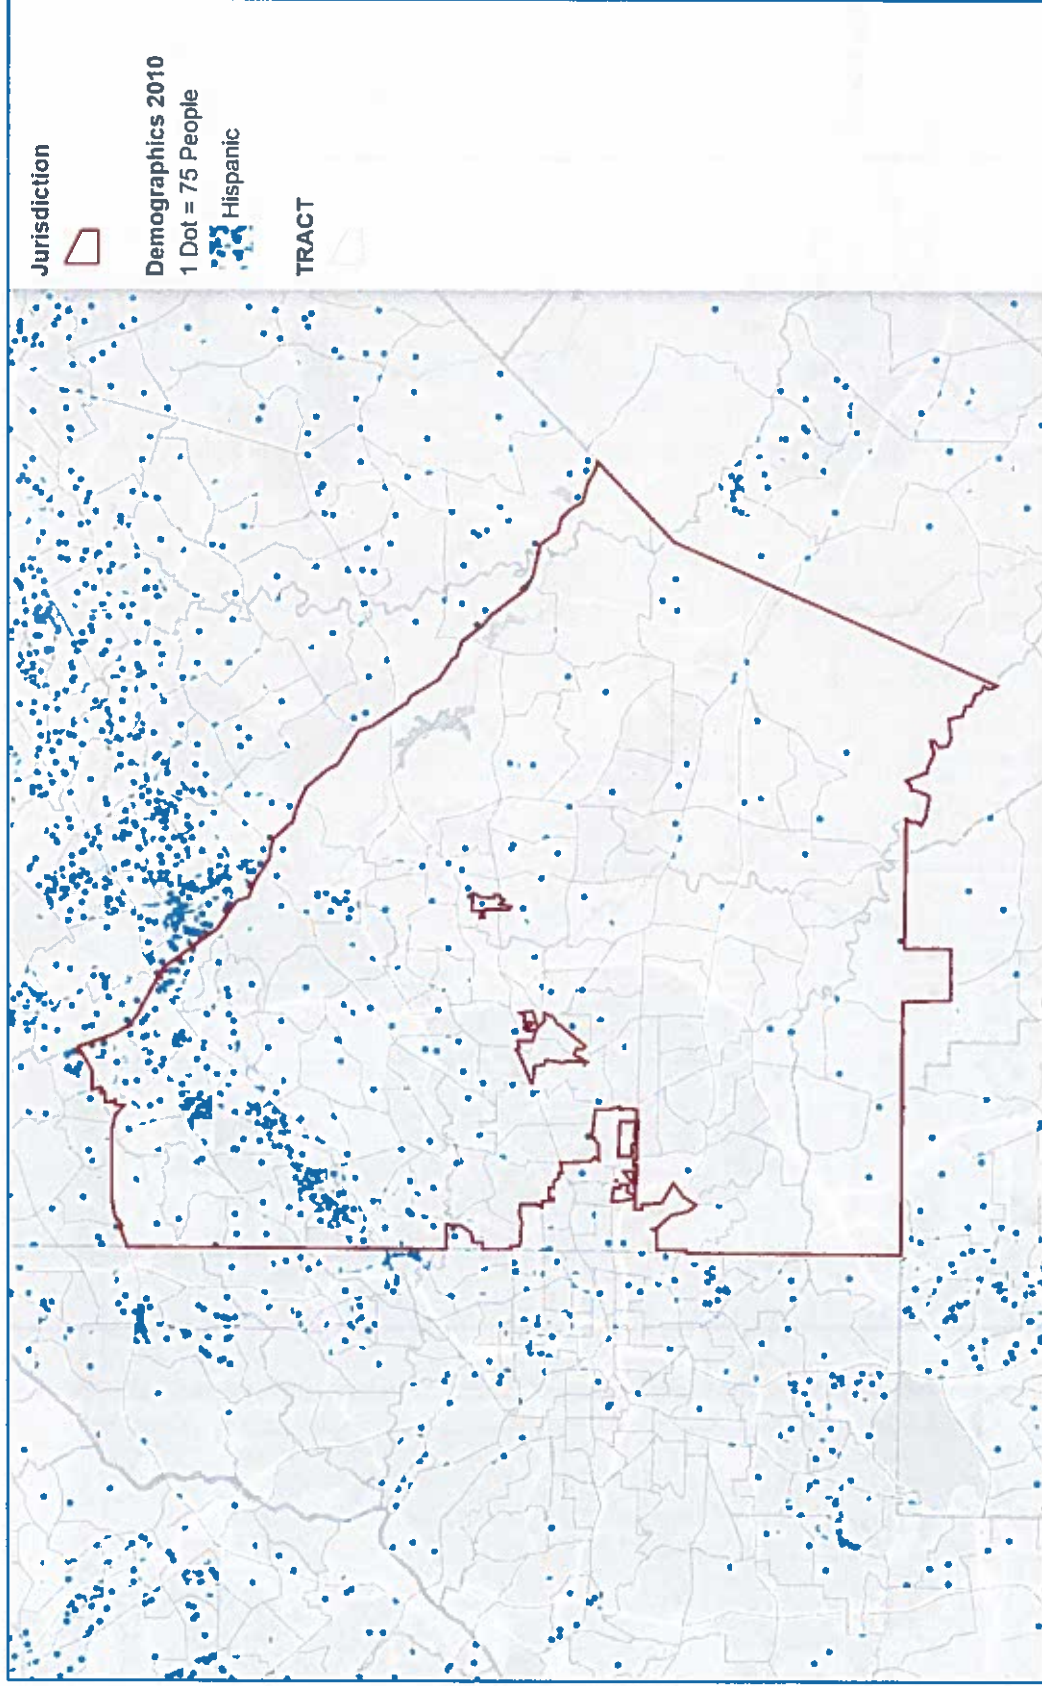 Jurisdiction
Demographics 2010
1 Dot = 75 People
Hispanic
TRACT